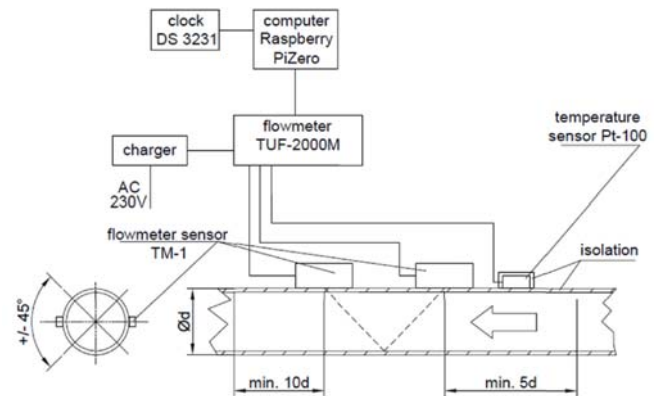 clock
DS 3231
computer
Raspberry
PiZero
flowmeter
TUF-2000M
temperature
sensor Pt-100
charger
AC
230V
flowmeter sensor
TM-1
isolation
+/- 45°
Ød
min. 10d
min. 5d